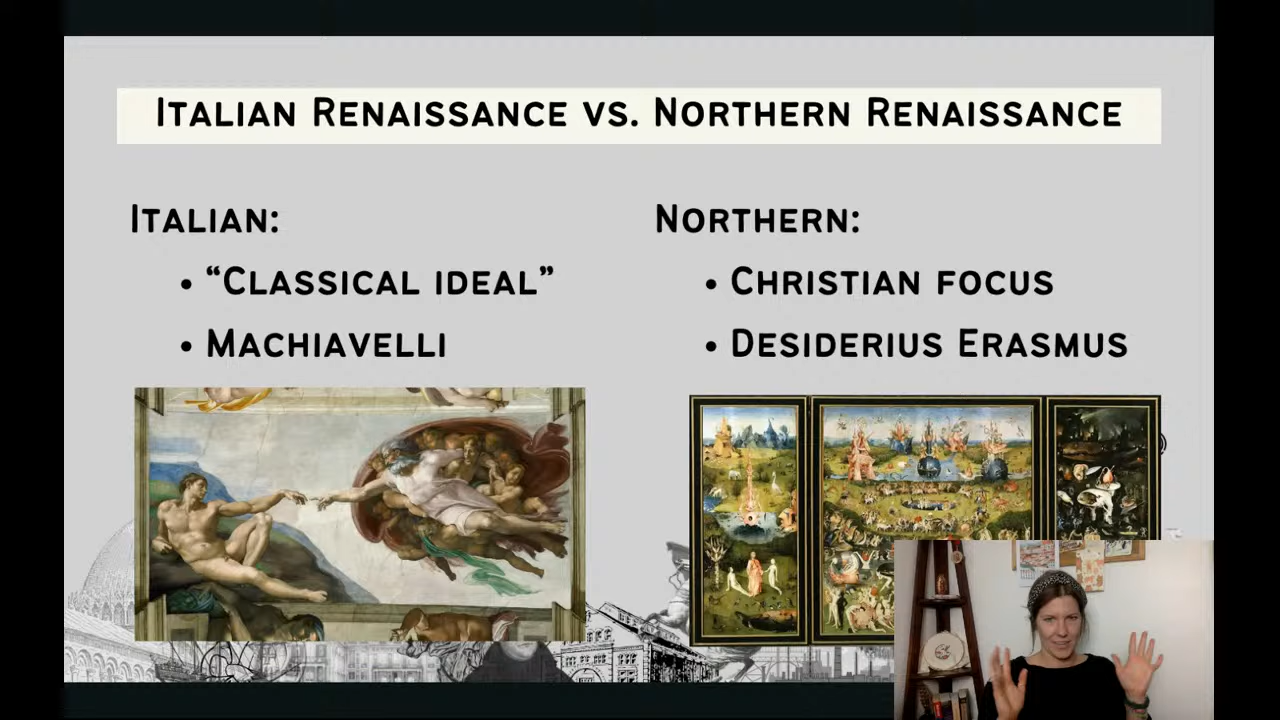 Italian Renaissance vs. Northern Renaissance
Italian:
• “Classical ideal”
• Machiavelli
Northern:
• Christian focus
• Desiderius Erasmus